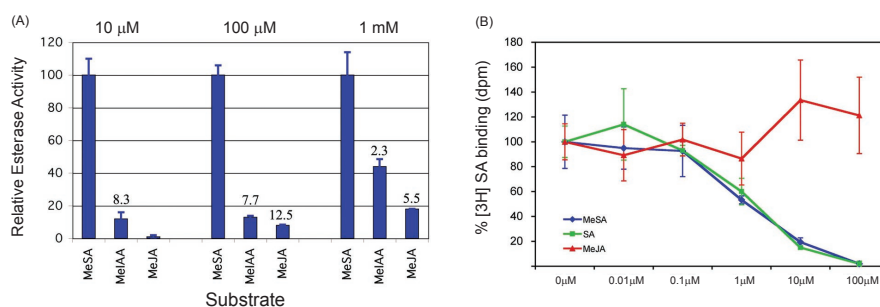 (A)
10 μM 100 μM 1 mM
Relative Esterase Activity
120
100
80
60
40
20
0
8.3
7.7
12.5
2.3
5.5
MeSA MeIAA MeJA MeSA MeIAA MeJA MeSA MeIAA MeJA
Substrate
(B)
% [3H] SA binding (dpm)
180
160
140
120
100
80
60
40
20
MeSA
SA
MeJA
0μM 0.01μM 0.1μM 1μM 10μM 100μM